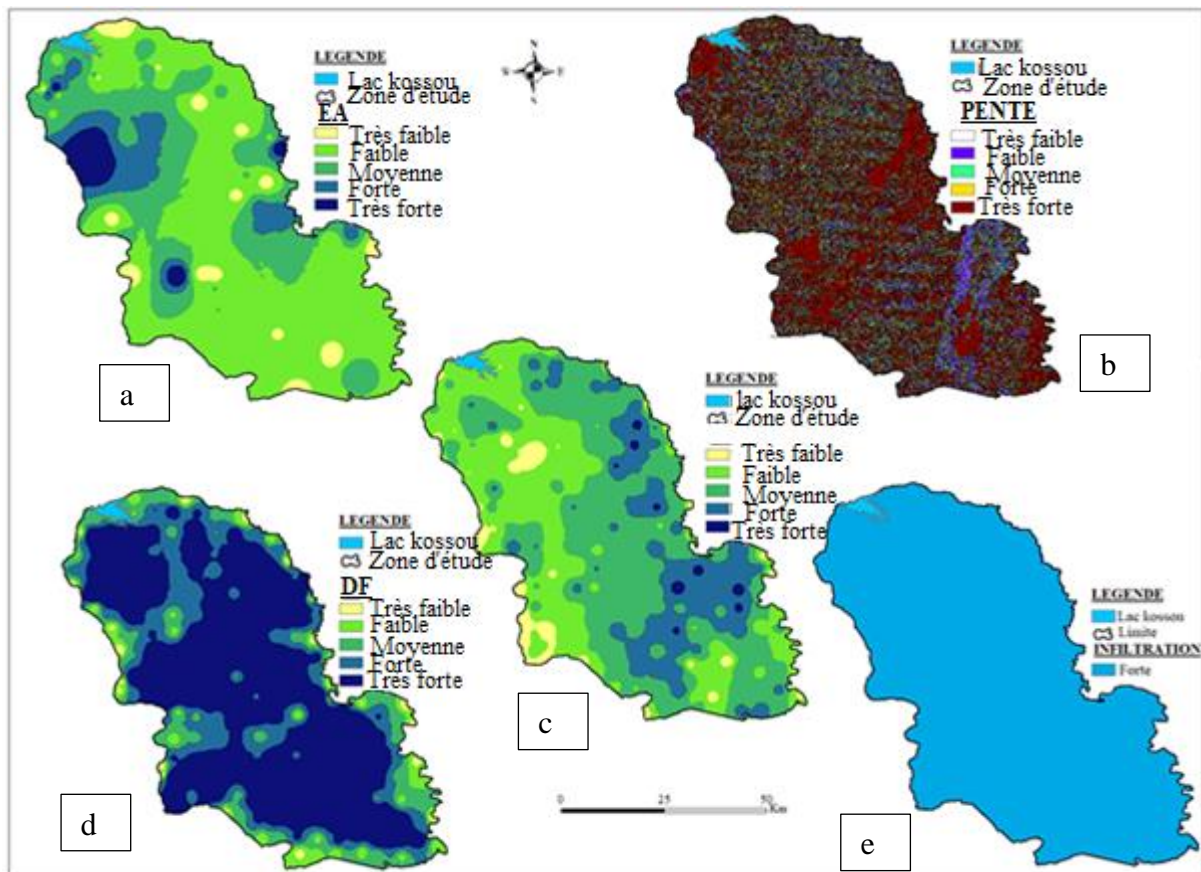 LEGENDE
Lac kossou
Zone d'étude
EA
Très faible
Faible
Moyenne
Forte
Très forte
a
N
LEGENDE
Lac kossou
Zone d'étude
PENTE
Très faible
Faible
Moyenne
Forte
Très forte
b
LEGENDE
lac kossou
Zone d'étude
Très faible
Faible
Moyenne
Forte
Très forte
c
LEGENDE
Lac kossou
Zone d'étude
DF
Très faible
Faible
Moyenne
Forte
Très forte
d
LEGENDE
Lac kossou
Limite
INFILTRATION
Forte
e
0 25 50
Km